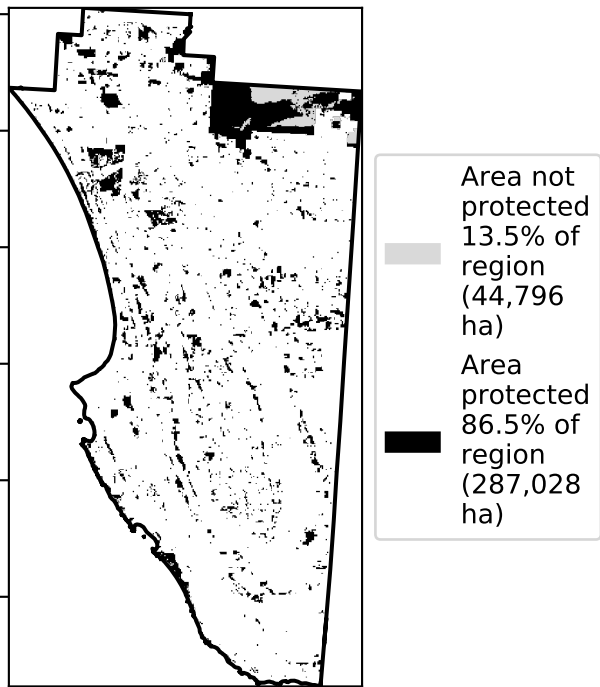 Area not
protected
13.5% of
region
(44,796
ha)
Area
protected
86.5% of
region
(287,028
ha)